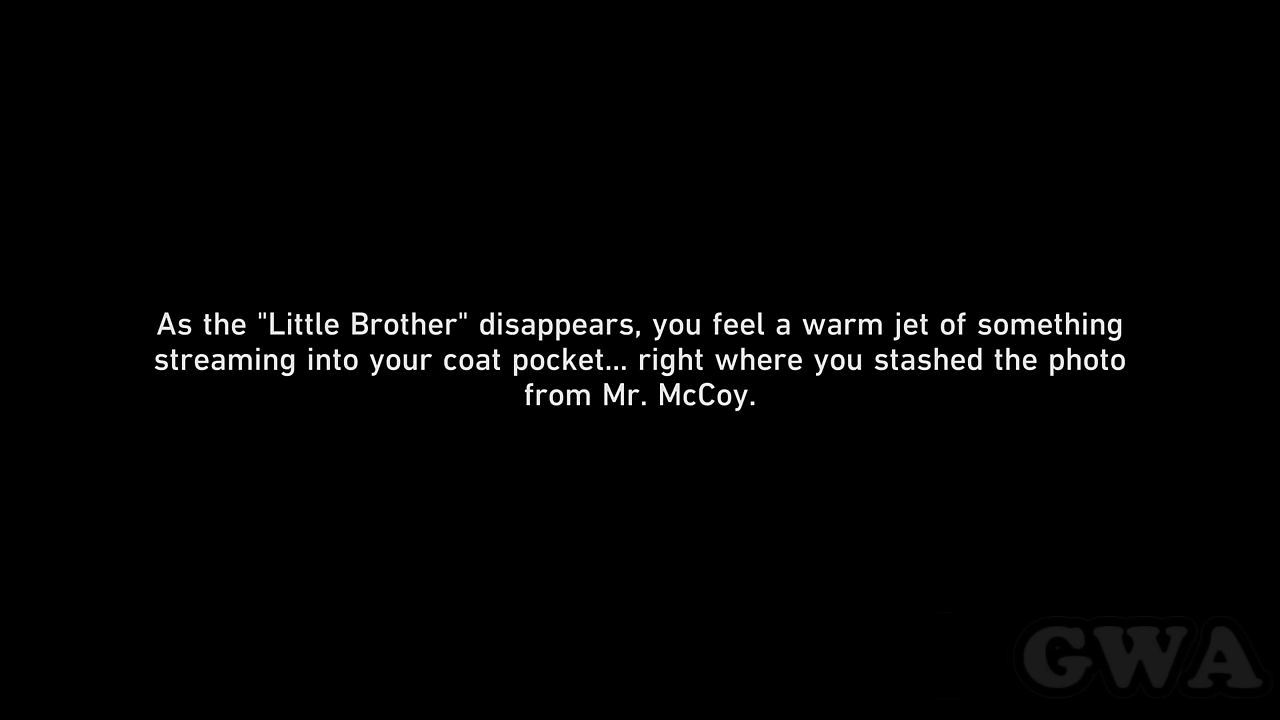 As the "Little Brother" disappears, you feel a warm jet of something
streaming into your coat pocket... right where you stashed the photo
from Mr. McCoy.
GWA